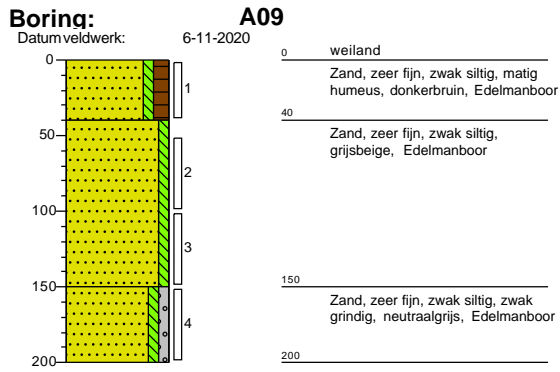 Boring: A09
Datum veldwerk: 6-11-2020
0
50
100
150
200
1
2
3
4
0 weiland
Zand, zeer fijn, zwak siltig, matig
humeus, donkerbruin, Edelmanboor
40
Zand, zeer fijn, zwak siltig,
grijsbeige, Edelmanboor
150
Zand, zeer fijn, zwak siltig, zwak
grindig, neutraalgrijs, Edelmanboor
200